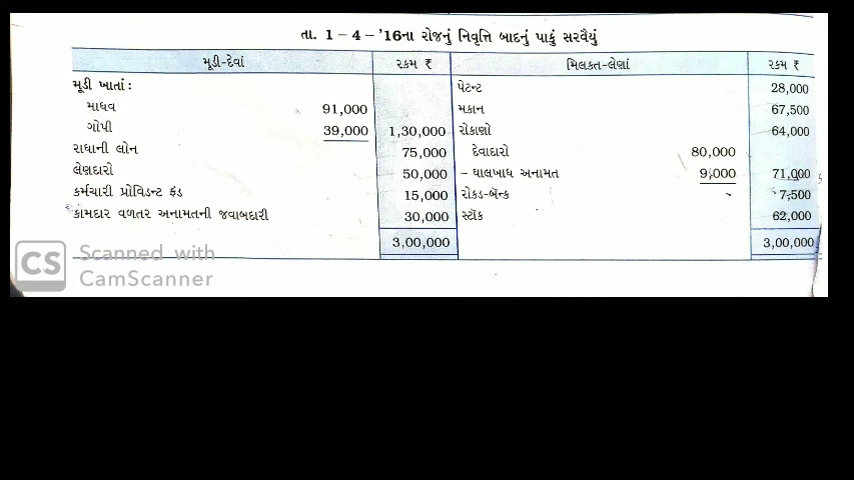 તા. 1 – 4 – '16ના રોજનું નિવૃત્તિ બાદનું પાકું સરવૈયું
મૂડી-દેવાં રકમ ₹ મિલકત-લેણાં રકમ ₹
મૂડી ખાતાં : પેટન્ટ 28,000
માધવ 91,000 મકાન 67,500
ગોપી 39,000 1,30,000 રોકાણો 64,000
રાધાની લોન 75,000 દેવાદારો 80,000
લેણદારો 50,000 – ઘાલખાધ અનામત 9,000 71,000
કર્મચારી પ્રોવિડન્ટ ફંડ 15,000 રોકડ-બૅન્ક 7,500
કામદાર વળતર અનામતની જવાબદારી 30,000 સ્ટૉક 62,000
3,00,000 3,00,000
CS Scanned with
CamScanner